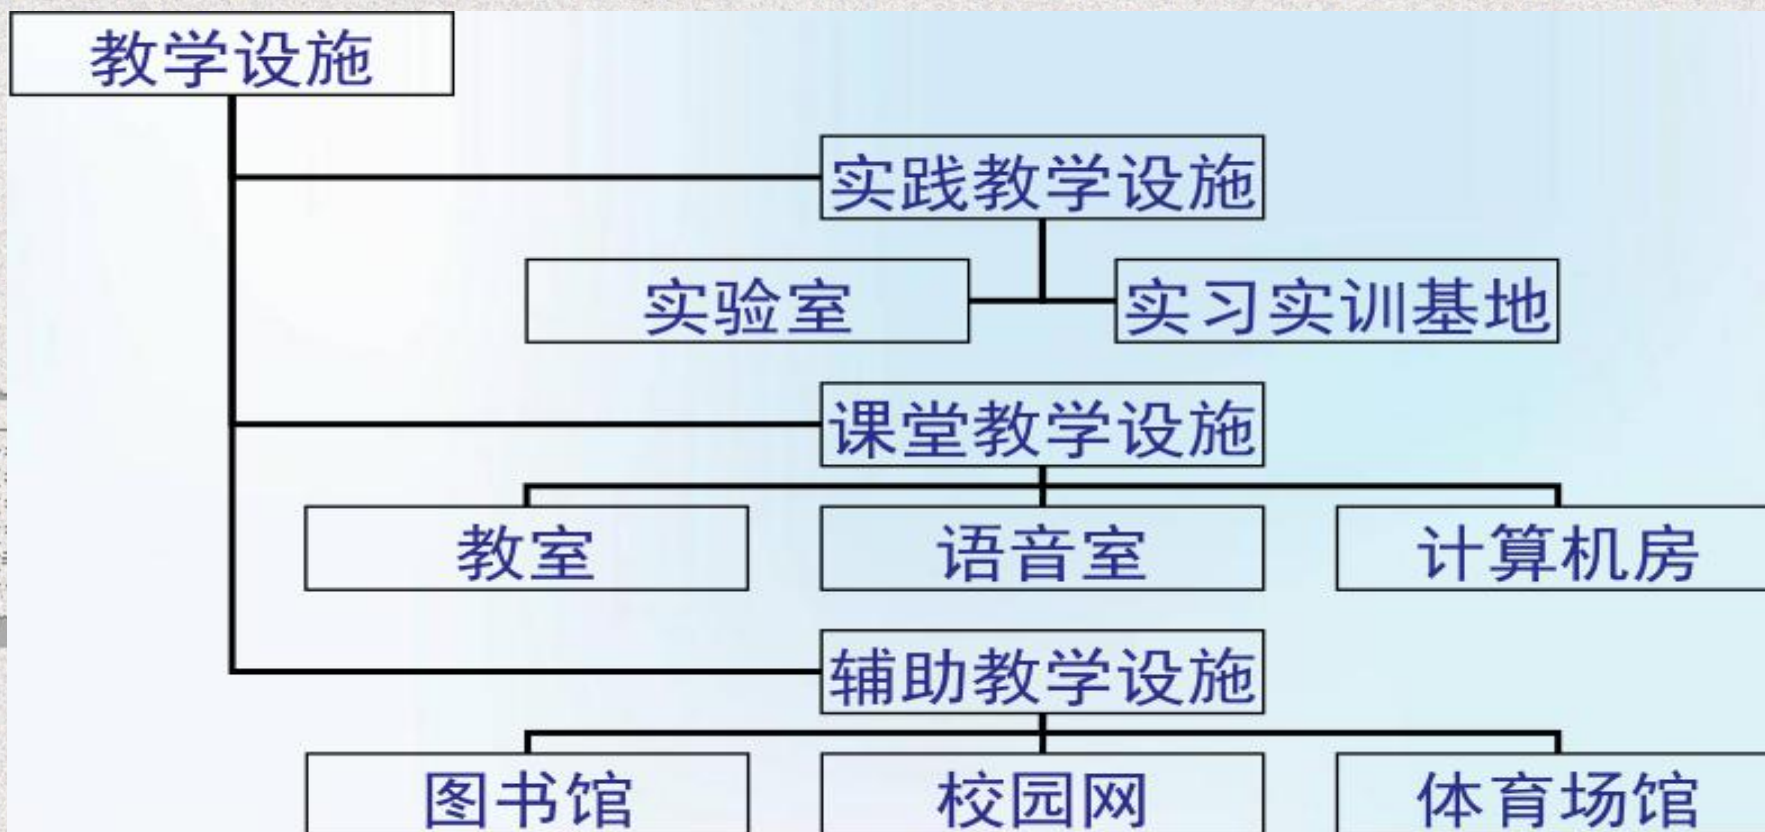 教学设施
实践教学设施
实验室 实习实训基地
课堂教学设施
教室 语音室 计算机房
辅助教学设施
图书馆 校园网 体育场馆